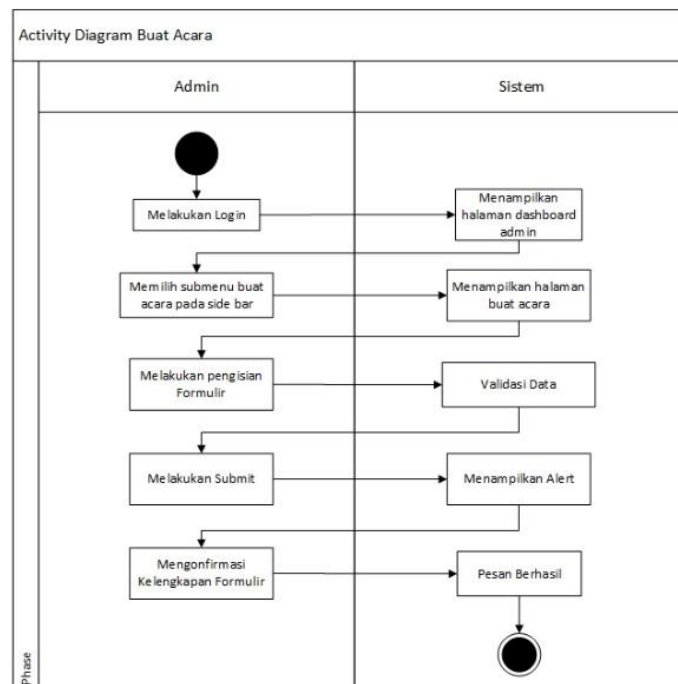 Activity Diagram Buat Acara
Admin
Sistem
Melakukan Login
Menampilkan
halaman dashboard
admin
Memilih submenu buat
acara pada side bar
Menampilkan halaman
buat acara
Melakukan pengisian
Formulir
Validasi Data
Melakukan Submit
Menampilkan Alert
Mengonfirmasi
Kelengkapan Formulir
Pesan Berhasil
Phase